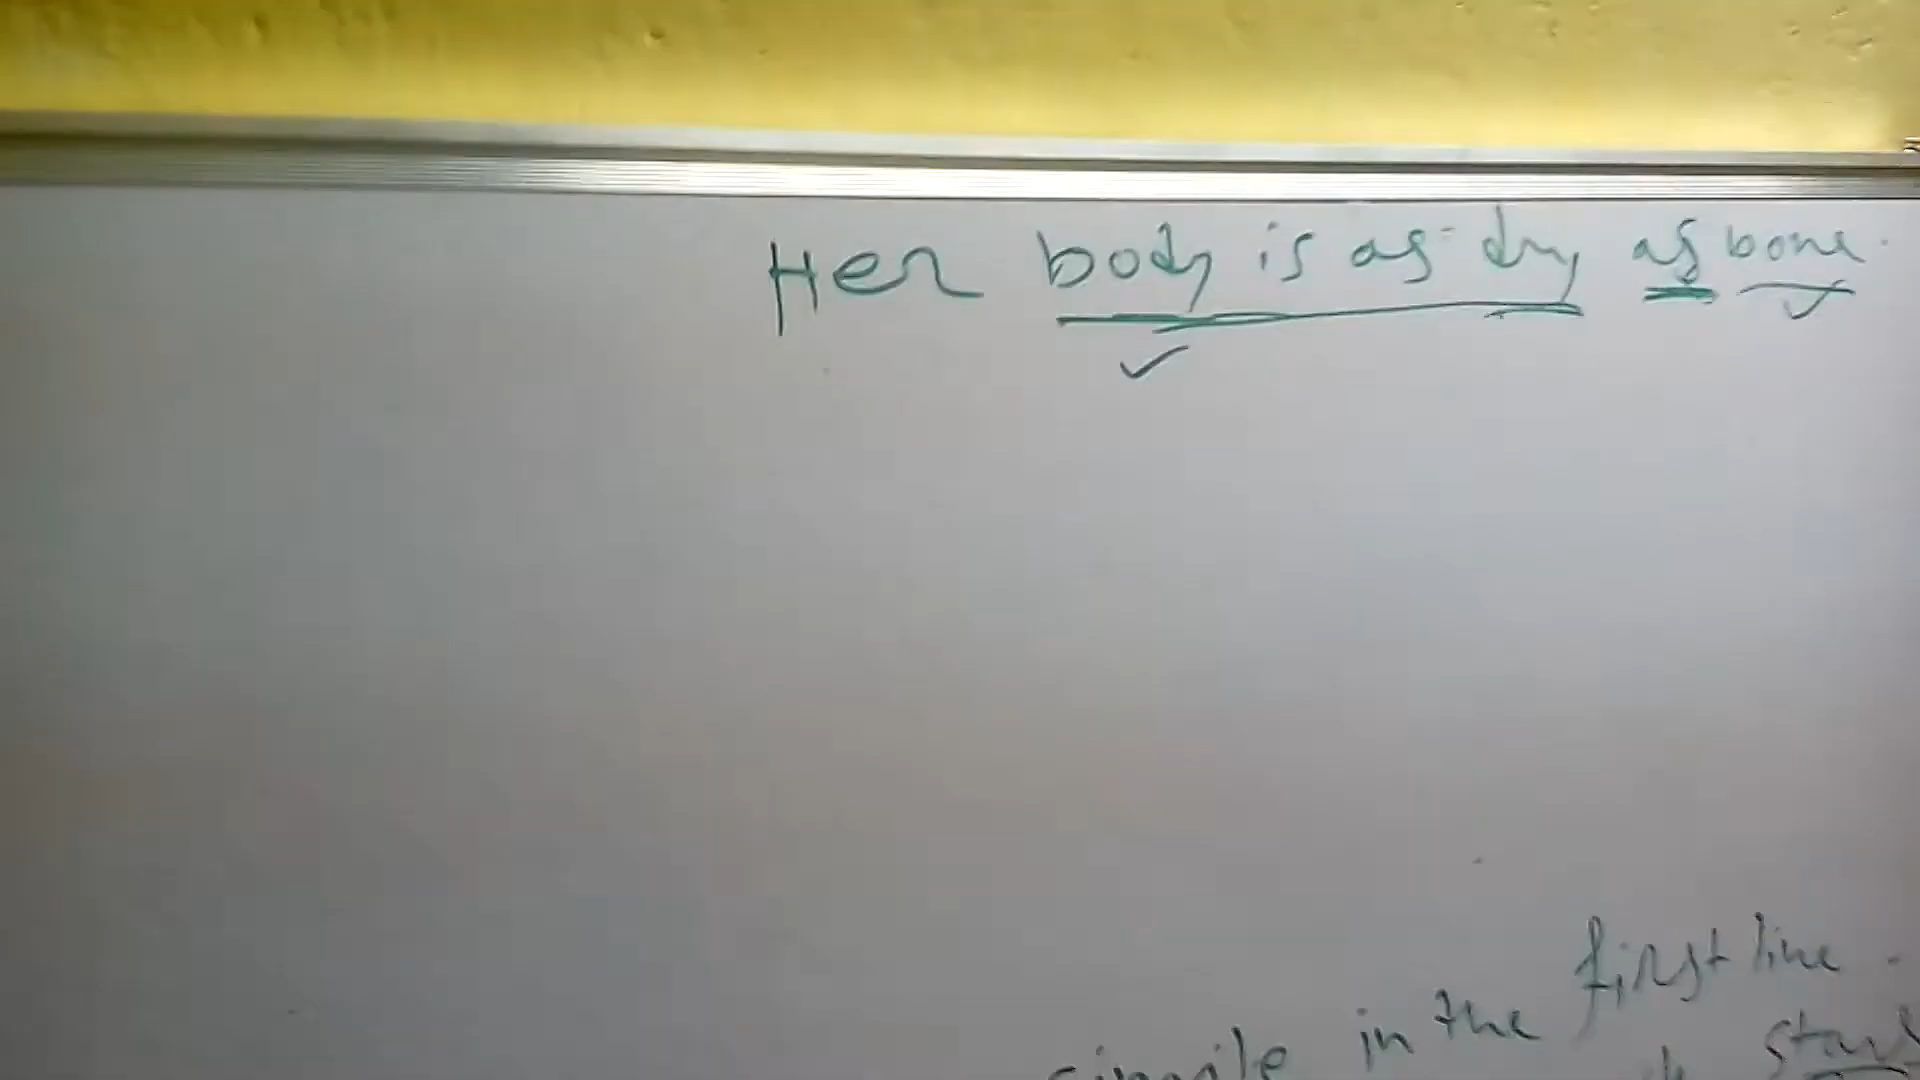 Her body is as dry as bone.
simile in the first line.